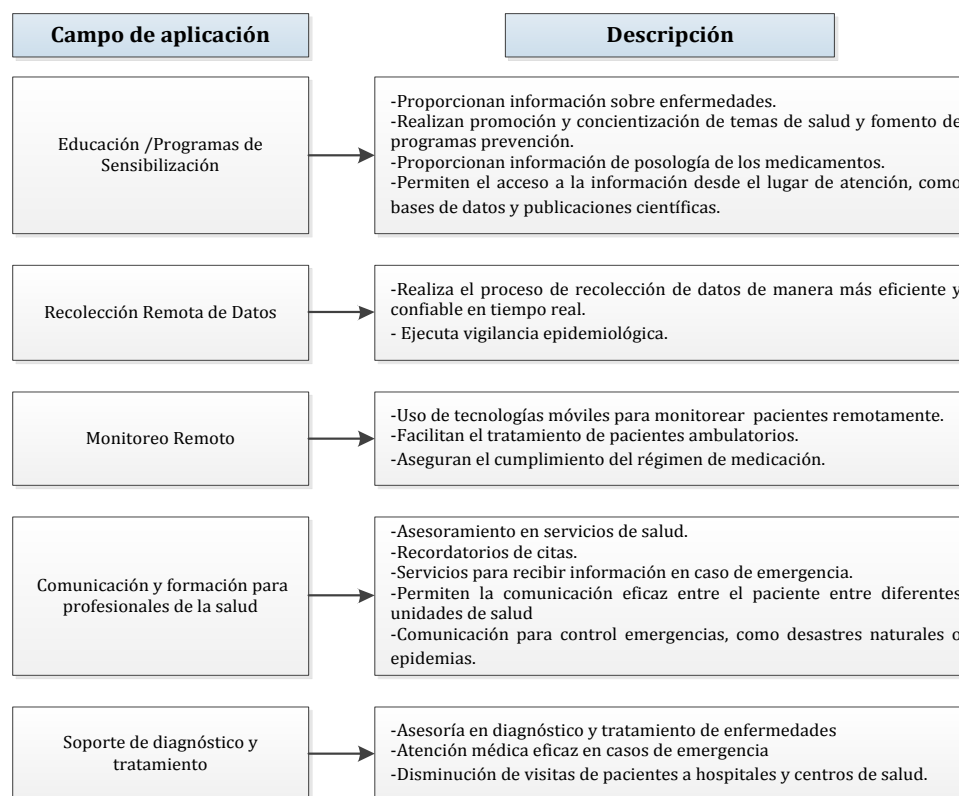 Campo de aplicación
Descripción
Educación /Programas de
Sensibilización
-Proporcionan información sobre enfermedades.
-Realizan promoción y concientización de temas de salud y fomento de
programas prevención.
-Proporcionan información de posología de los medicamentos.
-Permiten el acceso a la información desde el lugar de atención, como
bases de datos y publicaciones científicas.
Recolección Remota de Datos
-Realiza el proceso de recolección de datos de manera más eficiente y
confiable en tiempo real.
- Ejecuta vigilancia epidemiológica.
Monitoreo Remoto
-Uso de tecnologías móviles para monitorear pacientes remotamente.
-Facilitan el tratamiento de pacientes ambulatorios.
-Aseguran el cumplimiento del régimen de medicación.
Comunicación y formación para
profesionales de la salud
-Asesoramiento en servicios de salud.
-Recordatorios de citas.
-Servicios para recibir información en caso de emergencia.
-Permiten la comunicación eficaz entre el paciente entre diferentes
unidades de salud
-Comunicación para control emergencias, como desastres naturales o
epidemias.
Soporte de diagnóstico y
tratamiento
-Asesoría en diagnóstico y tratamiento de enfermedades
-Atención médica eficaz en casos de emergencia
-Disminución de visitas de pacientes a hospitales y centros de salud.